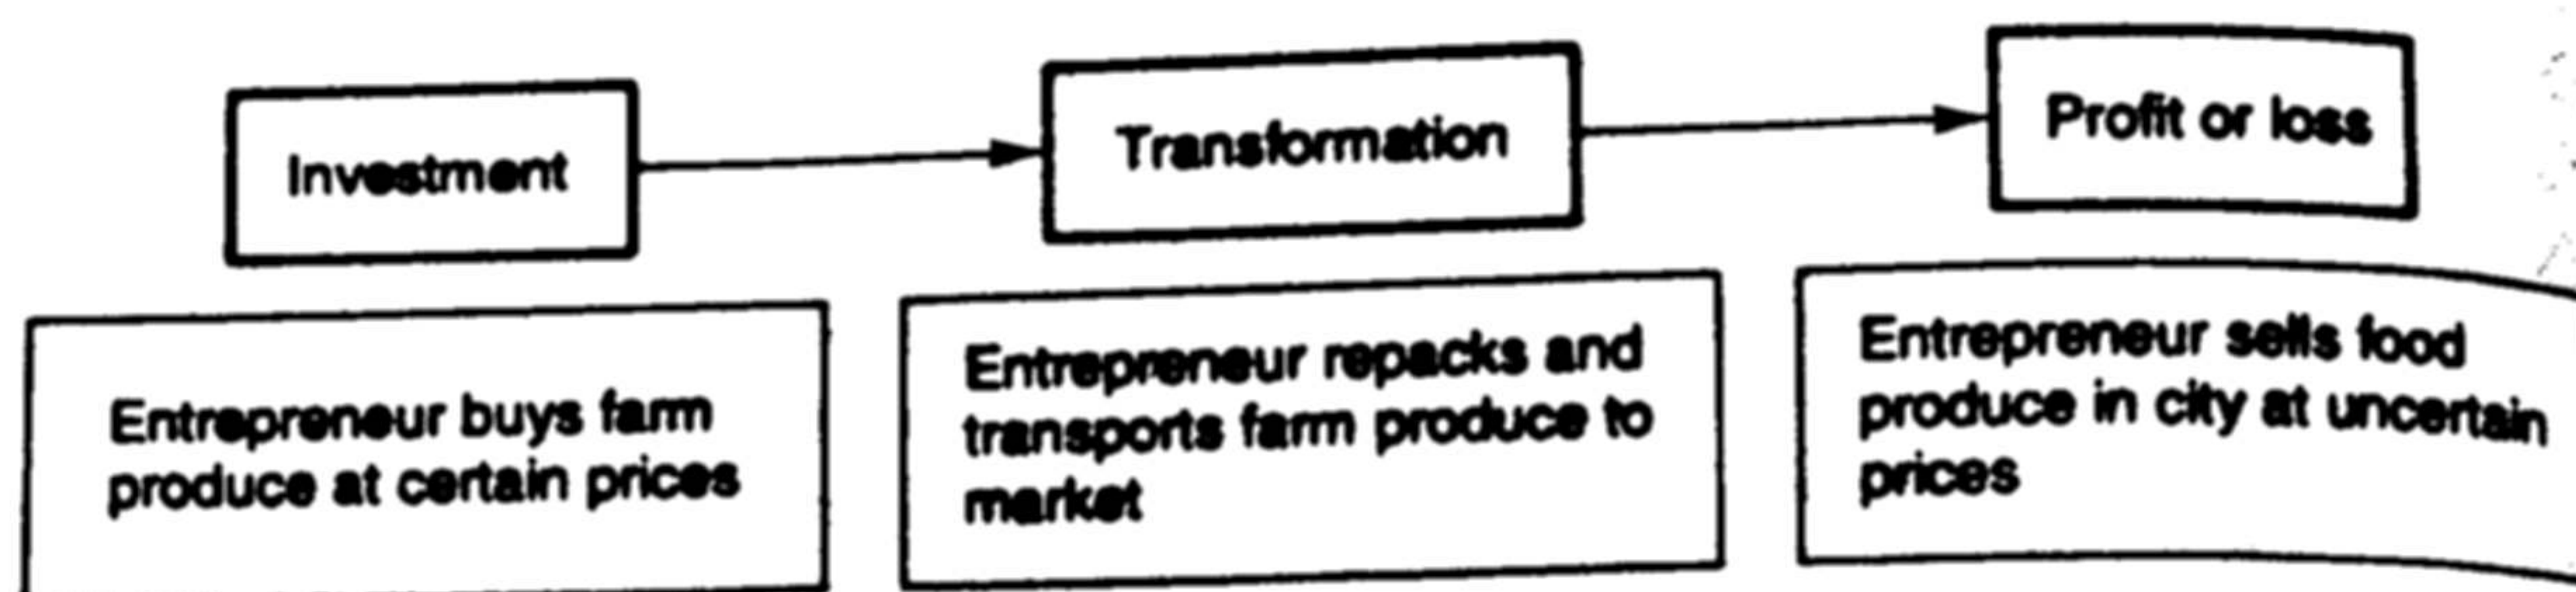 Investment
Transformation
Profit or loss
Entrepreneur buys farm
produce at certain prices
Entrepreneur repacks and
transports farm produce to
market
Entrepreneur sells food
produce in city at uncertain
prices